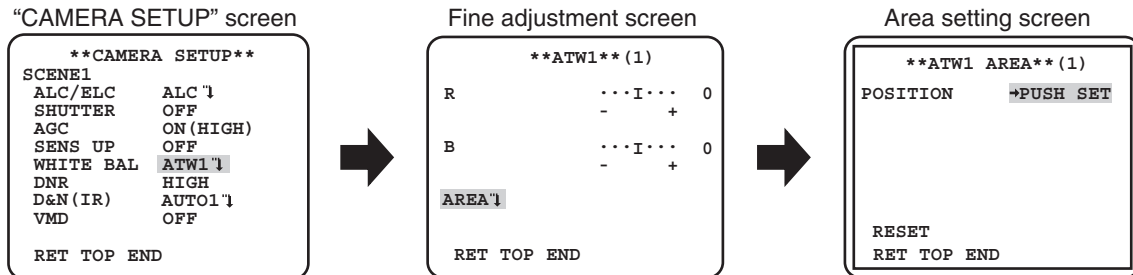 “CAMERA SETUP” screen
**CAMERA SETUP**
SCENE1
ALC/ELC ALC
SHUTTER OFF
AGC ON(HIGH)
SENS UP OFF
WHITE BAL ATW1
DNR HIGH
D&N(IR) AUTO1
VMD OFF
RET TOP END
Fine adjustment screen
**ATW1**(1)
R ···I··· 0
- +
B ···I··· 0
- +
AREA
RET TOP END
Area setting screen
**ATW1 AREA**(1)
POSITION →PUSH SET
RESET
RET TOP END